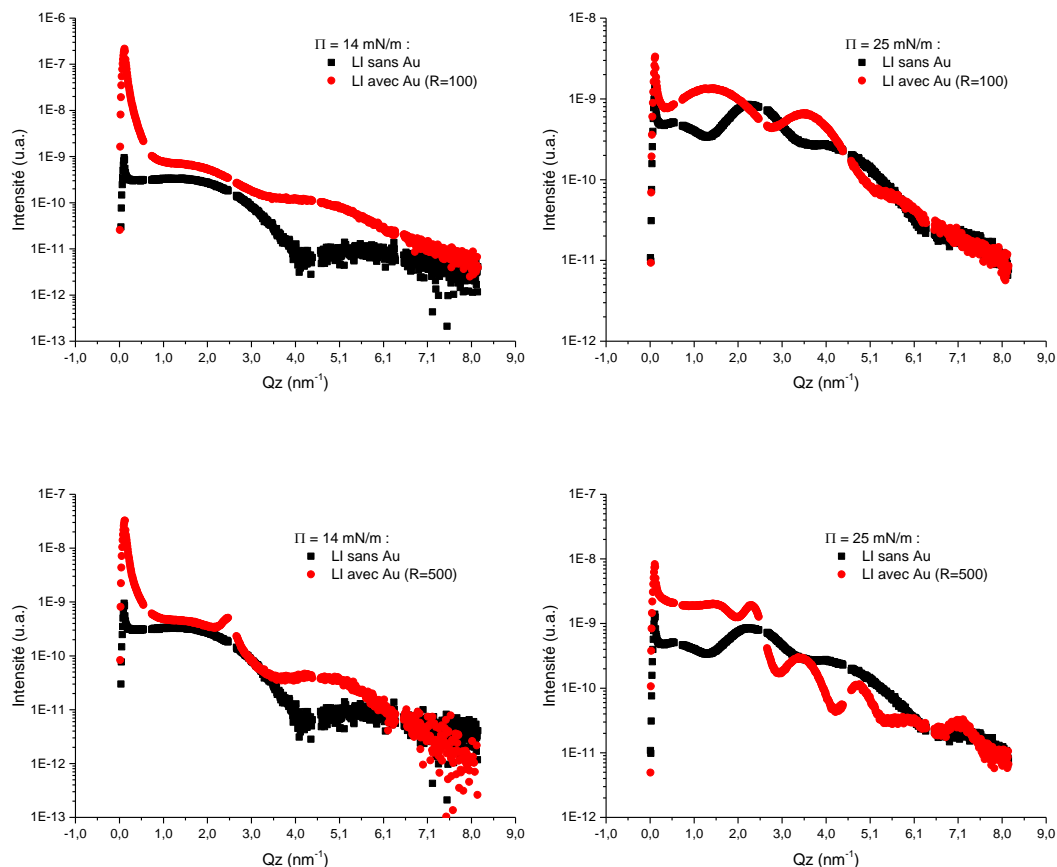 1E-6
1E-7
1E-8
1E-9
1E-10
1E-11
1E-12
1E-13
-1,0 0,0 1,0 2,0 3,0 4,0 5,1 6,1 7,1 8,0 9,0
Intensité (u.a.)
Qz (nm⁻¹)
Π = 14 mN/m :
LI sans Au
LI avec Au (R=100)
1E-8
1E-9
1E-10
1E-11
1E-12
-1,0 0,0 1,0 2,0 3,0 4,0 5,1 6,1 7,1 8,0 9,0
Intensité (u.a.)
Qz (nm⁻¹)
Π = 25 mN/m :
LI sans Au
LI avec Au (R=100)
1E-7
1E-8
1E-9
1E-10
1E-11
1E-12
1E-13
-1,0 0,0 1,0 2,0 3,0 4,0 5,1 6,1 7,1 8,0 9,0
Intensité (u.a.)
Qz (nm⁻¹)
Π = 14 mN/m :
LI sans Au
LI avec Au (R=500)
1E-7
1E-8
1E-9
1E-10
1E-11
1E-12
-1,0 0,0 1,0 2,0 3,0 4,0 5,1 6,1 7,1 8,0 9,0
Intensité (u.a.)
Qz (nm⁻¹)
Π = 25 mN/m :
LI sans Au
LI avec Au (R=500)